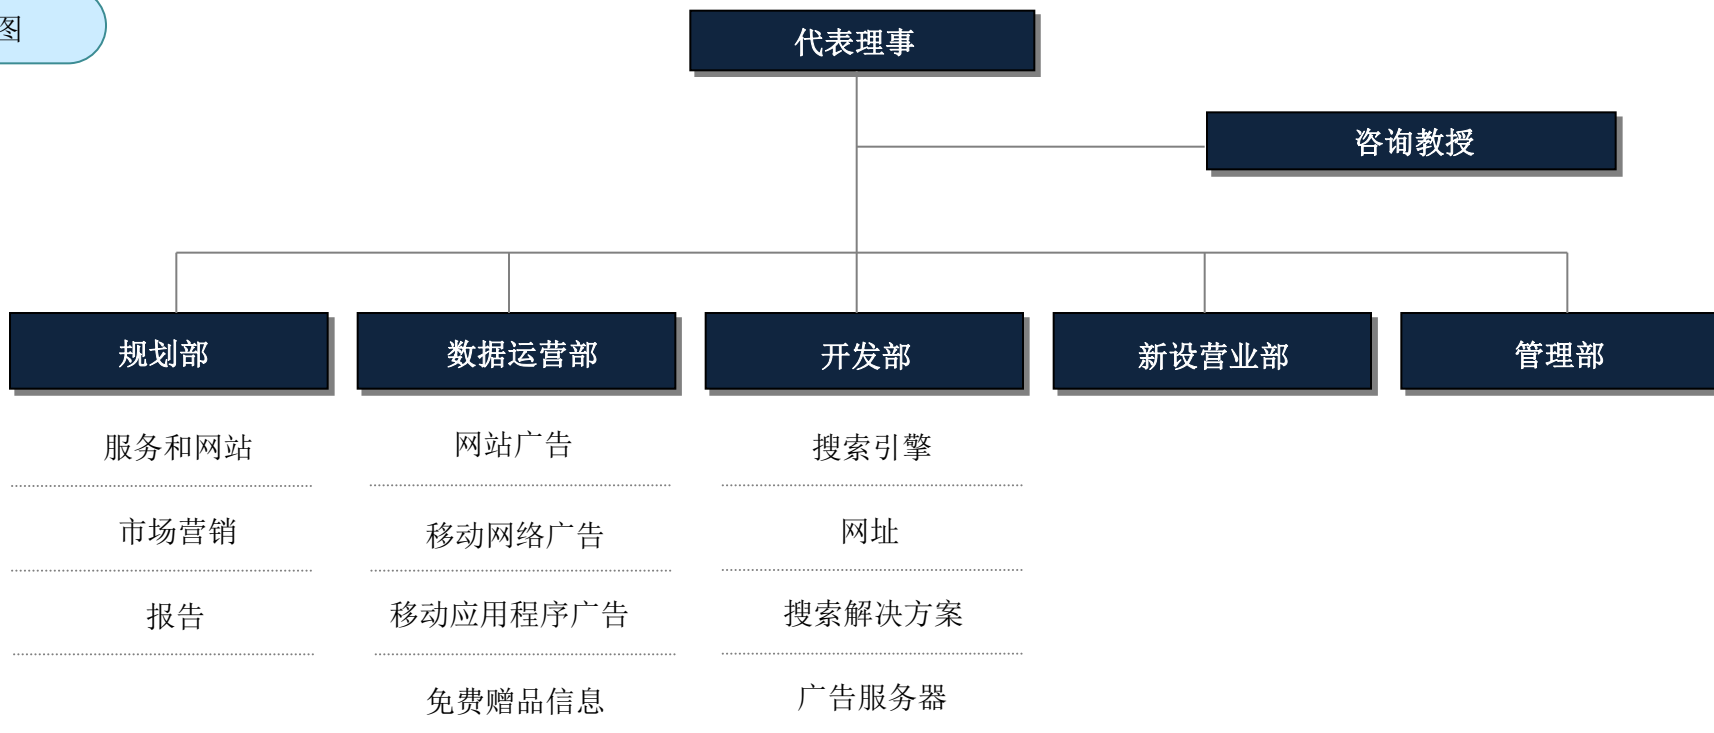 图
代表理事
咨询教授
规划部
数据运营部
开发部
新设营业部
管理部
服务和网站
网站广告
搜索引擎
市场营销
移动网络广告
网址
报告
移动应用程序广告
搜索解决方案
免费赠品信息
广告服务器